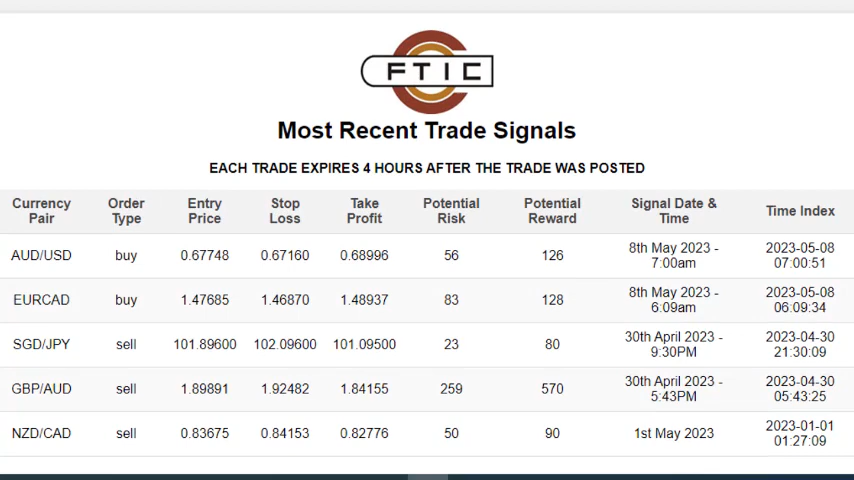 FTIC
Most Recent Trade Signals
EACH TRADE EXPIRES 4 HOURS AFTER THE TRADE WAS POSTED
Currency Pair Order Type Entry Price Stop Loss Take Profit Potential Risk Potential Reward Signal Date & Time Time Index
AUD/USD buy 0.67748 0.67160 0.68996 56 126 8th May 2023 - 7:00am 2023-05-08 07:00:51
EURCAD buy 1.47685 1.46870 1.48937 83 128 8th May 2023 - 6:09am 2023-05-08 06:09:34
SGD/JPY sell 101.89600 102.09600 101.09500 23 80 30th April 2023 - 9:30PM 2023-04-30 21:30:09
GBP/AUD sell 1.89891 1.92482 1.84155 259 570 30th April 2023 - 5:43PM 2023-04-30 05:43:25
NZD/CAD sell 0.83675 0.84153 0.82776 50 90 1st May 2023 2023-01-01 01:27:09